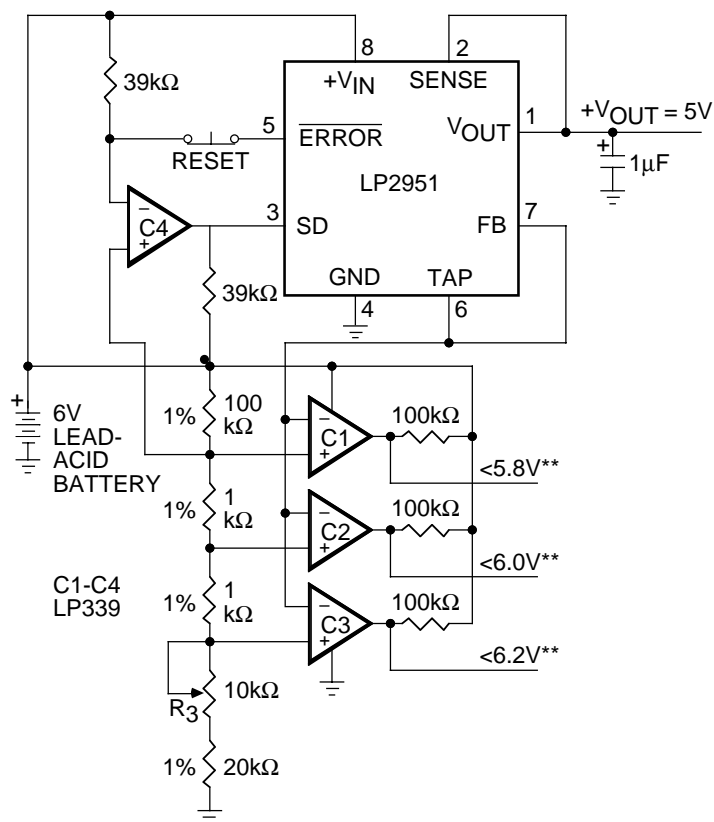 8
2
39kΩ
+VIN
SENSE
5
ERROR
VOUT
1
+VOUT = 5V
RESET
+
1µF
LP2951
–
C4
+
3
SD
FB
7
39kΩ
GND
TAP
4
6
+
6V
LEAD-
ACID
BATTERY
1%
100
kΩ
–
C1
+
100kΩ
<5.8V**
1%
1
kΩ
–
C2
+
100kΩ
<6.0V**
C1-C4
LP339
1%
1
kΩ
–
C3
+
100kΩ
<6.2V**
R3
10kΩ
1%
20kΩ